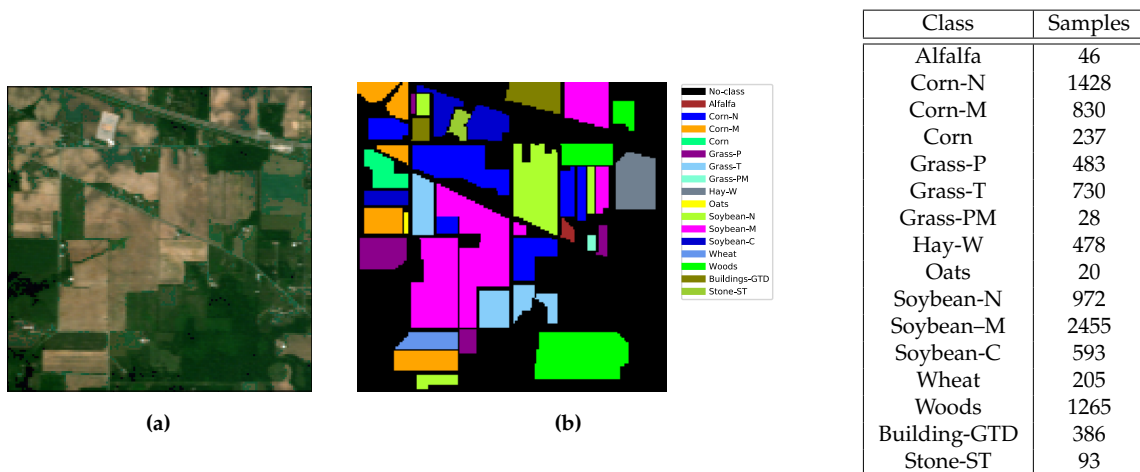 No-class
Alfalfa
Corn-N
Corn-M
Corn
Grass-P
Grass-T
Grass-PM
Hay-W
Oats
Soybean-N
Soybean-M
Soybean-C
Wheat
Woods
Buildings-GTD
Stone-ST
(a)
(b)
Class Samples
Alfalfa 46
Corn-N 1428
Corn-M 830
Corn 237
Grass-P 483
Grass-T 730
Grass-PM 28
Hay-W 478
Oats 20
Soybean-N 972
Soybean–M 2455
Soybean-C 593
Wheat 205
Woods 1265
Building-GTD 386
Stone-ST 93